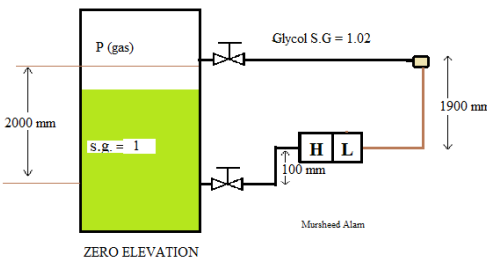 P (gas)
Glycol S.G = 1.02
2000 mm
1900 mm
s.g. = 1
H L
100 mm
Mursheed Alam
ZERO ELEVATION